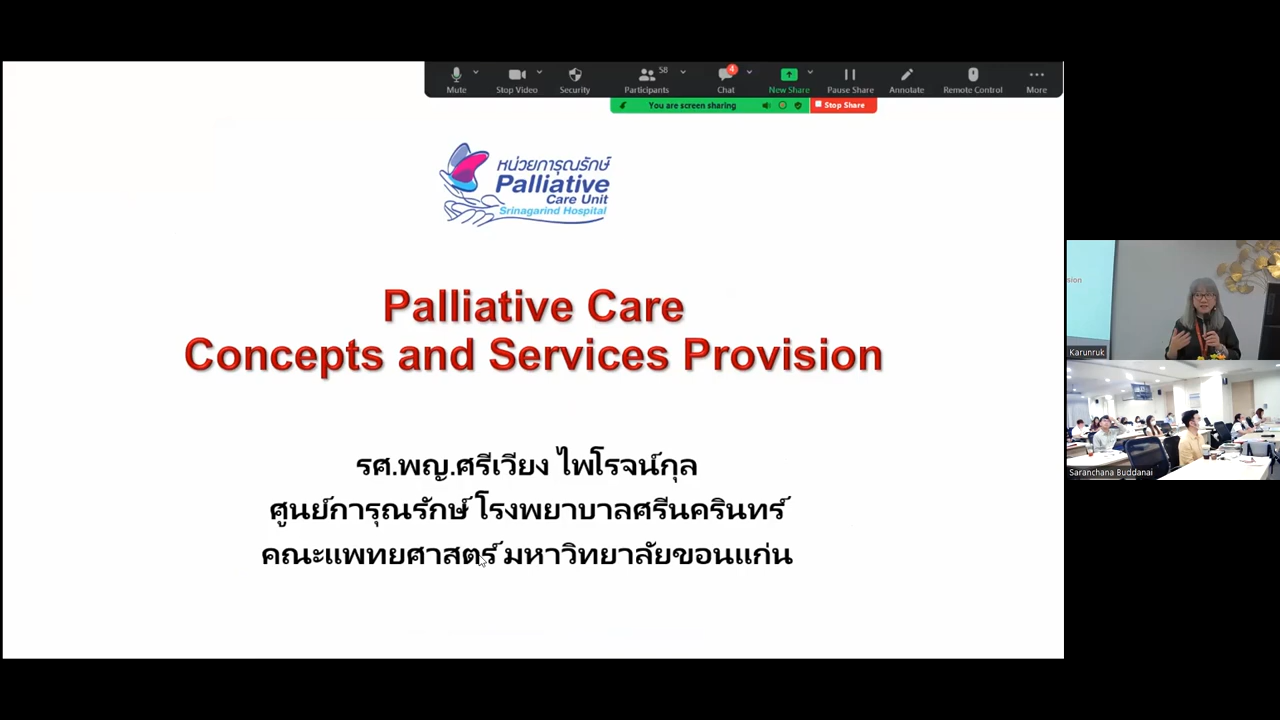 58
4
Mute
Stop Video
Security
Participants
Chat
New Share
Pause Share
Annotate
Remote Control
More
You are screen sharing
Stop Share
หน่วยการุณรักษ์
Palliative
Care Unit
Srinagarind Hospital
Palliative Care
Concepts and Services Provision
รศ.พญ.ศรีเวียง ไพโรจน์กุล
ศูนย์การุณรักษ์ โรงพยาบาลศรีนครินทร์
คณะแพทยศาสตร์ มหาวิทยาลัยขอนแก่น
sion
Karunruk
Saranchana Buddanai